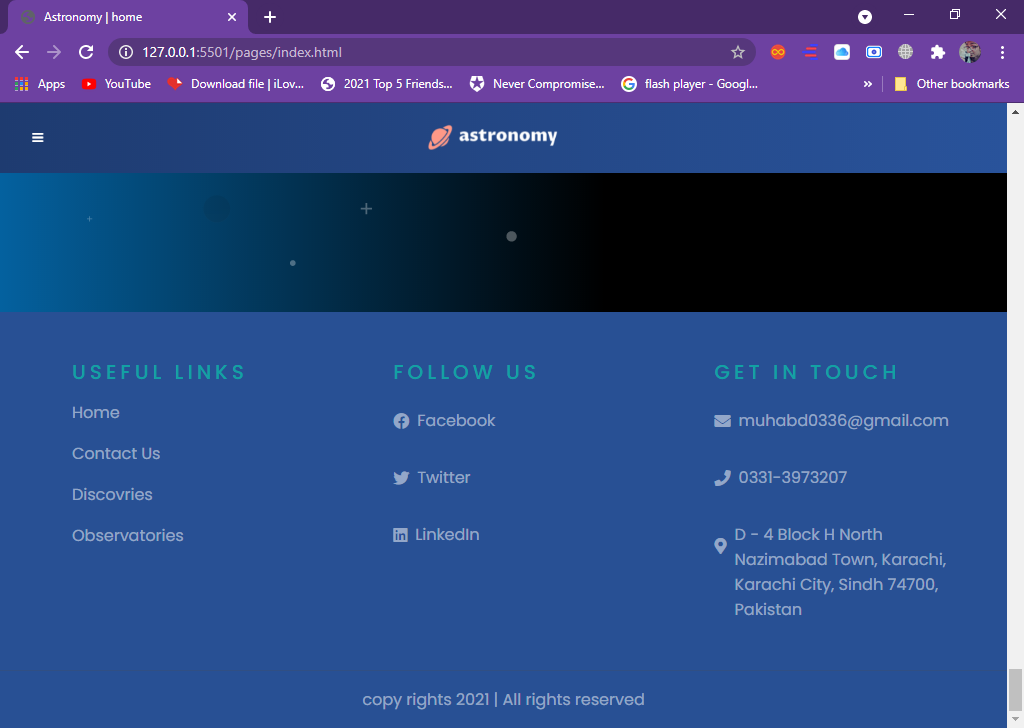 Astronomy | home
127.0.0.1:5501/pages/index.html
Apps
YouTube
Download file | iLov...
2021 Top 5 Friends...
Never Compromise...
flash player - Googl...
»
Other bookmarks
astronomy
USEFUL LINKS
Home
Contact Us
Discovries
Observatories
FOLLOW US
Facebook
Twitter
LinkedIn
GET IN TOUCH
muhabd0336@gmail.com
0331-3973207
D - 4 Block H North
Nazimabad Town, Karachi,
Karachi City, Sindh 74700,
Pakistan
copy rights 2021 | All rights reserved